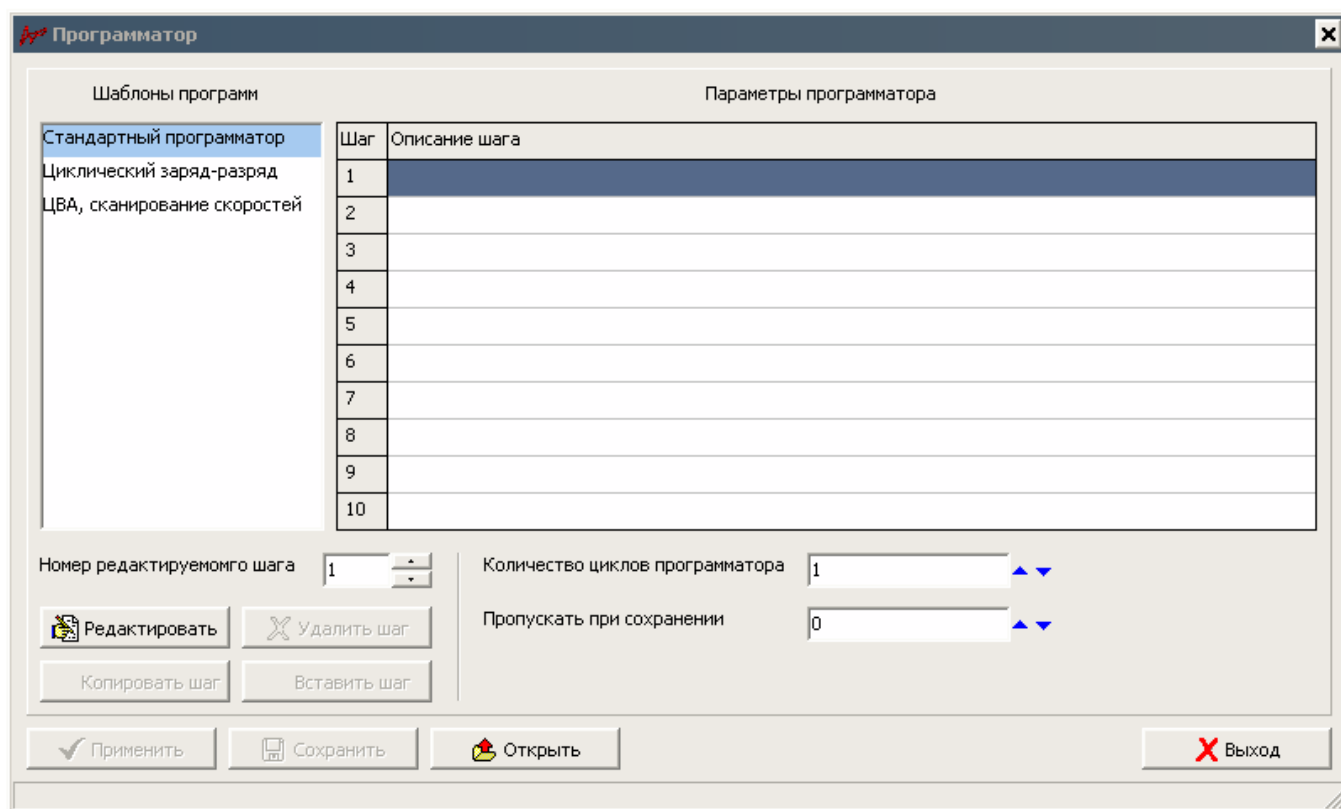 Программатор
Шаблоны программ
Параметры программатора
Стандартный программатор
Циклический заряд-разряд
ЦВА, сканирование скоростей
Шаг Описание шага
1
2
3
4
5
6
7
8
9
10
Номер редактируемомго шага 1
Количество циклов программатора 1
Редактировать
Удалить шаг
Пропускать при сохранении 0
Копировать шаг
Вставить шаг
Применить
Сохранить
Открыть
Выход